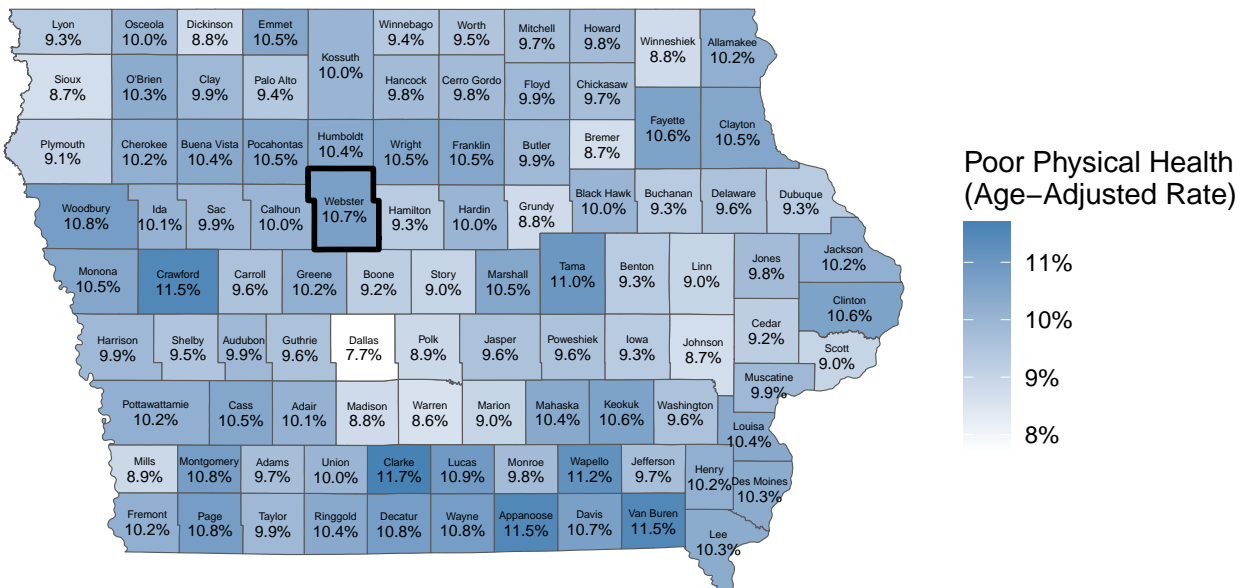 Lyon
9.3%
Osceola
10.0%
Dickinson
8.8%
Emmet
10.5%
Kossuth
10.0%
Winnebago
9.4%
Worth
9.5%
Mitchell
9.7%
Howard
9.8%
Winneshiek
8.8%
Allamakee
10.2%
Sioux
8.7%
O'Brien
10.3%
Clay
9.9%
Palo Alto
9.4%
Hancock
9.8%
Cerro Gordo
9.8%
Floyd
9.9%
Chickasaw
9.7%
Fayette
10.6%
Clayton
10.5%
Plymouth
9.1%
Cherokee
10.2%
Buena Vista
10.4%
Pocahontas
10.5%
Humboldt
10.4%
Wright
10.5%
Franklin
10.5%
Butler
9.9%
Bremer
8.7%
Woodbury
10.8%
Ida
10.1%
Sac
9.9%
Calhoun
10.0%
Webster
10.7%
Hamilton
9.3%
Hardin
10.0%
Grundy
8.8%
Black Hawk
10.0%
Buchanan
9.3%
Delaware
9.6%
Dubuque
9.3%
Monona
10.5%
Crawford
11.5%
Carroll
9.6%
Greene
10.2%
Boone
9.2%
Story
9.0%
Marshall
10.5%
Tama
11.0%
Benton
9.3%
Linn
9.0%
Jones
9.8%
Jackson
10.2%
Clinton
10.6%
Harrison
9.9%
Shelby
9.5%
Audubon
9.9%
Guthrie
9.6%
Dallas
7.7%
Polk
8.9%
Jasper
9.6%
Poweshiek
9.6%
Iowa
9.3%
Johnson
8.7%
Cedar
9.2%
Scott
9.0%
Muscatine
9.9%
Pottawattamie
10.2%
Cass
10.5%
Adair
10.1%
Madison
8.8%
Warren
8.6%
Marion
9.0%
Mahaska
10.4%
Keokuk
10.6%
Washington
9.6%
Louisa
10.4%
Mills
8.9%
Montgomery
10.8%
Adams
9.7%
Union
10.0%
Clarke
11.7%
Lucas
10.9%
Monroe
9.8%
Wapello
11.2%
Jefferson
9.7%
Henry
10.2%
Des Moines
10.3%
Fremont
10.2%
Page
10.8%
Taylor
9.9%
Ringgold
10.4%
Decatur
10.8%
Wayne
10.8%
Appanoose
11.5%
Davis
10.7%
Van Buren
11.5%
Lee
10.3%
Poor Physical Health
(Age−Adjusted Rate)
11%
10%
9%
8%